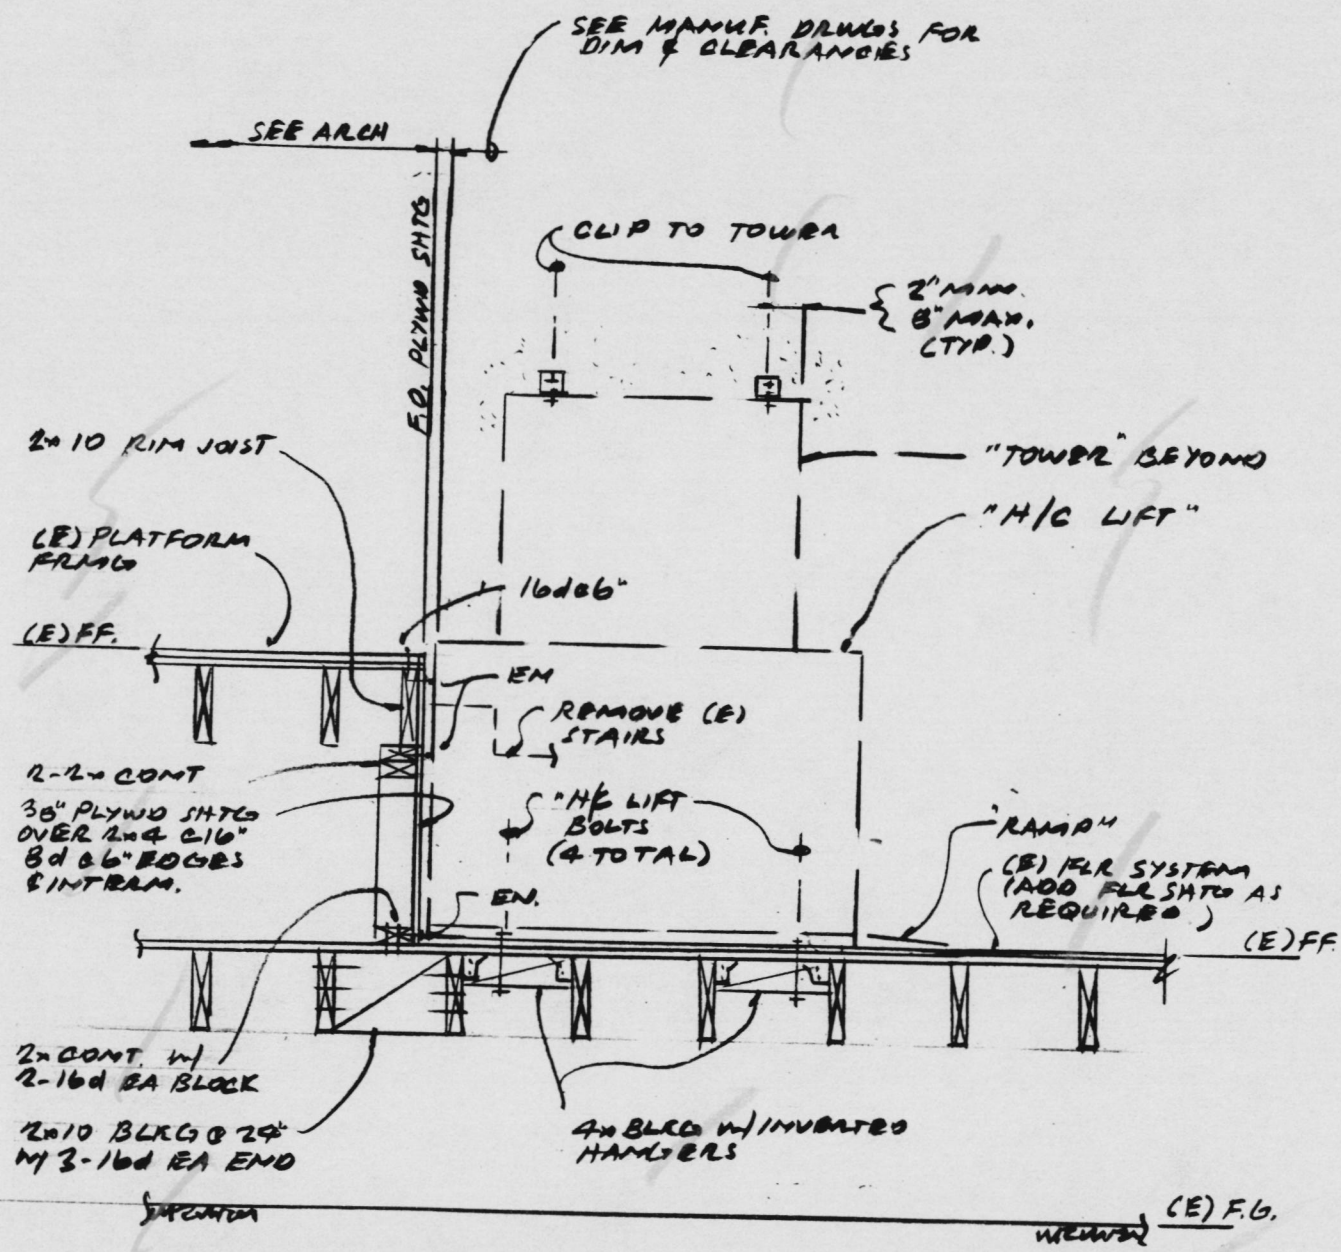 SEE MANUF. DRWGS FOR
DIM & CLEARANCIES
SEE ARCH
F.O. PLYWD SHTG
CLIP TO TOWER
2" MIN.
8" MAX.
(TYP.)
2x10 RIM JOIST
"TOWER" BEYOND
"H/C LIFT"
(E) PLATFORM
FRMG
16d@6"
(E) FF.
EN
REMOVE (E)
STAIRS
2-2x CONT
"H/C LIFT
BOLTS
(4 TOTAL)
3/8" PLYWD SHTG
OVER 2x4 @16"
8d @6" EDGES
& INTERM.
"RAMP"
(E) FLR SYSTEM
(ADD FLR SHTG AS
REQUIRED)
EN.
(E) FF.
2x CONT. w/
2-16d EA BLOCK
2x10 BLKG @ 24"
w/ 3-16d EA END
4x BLKG w/ INVERTED
HANGERS
(E) F.G.